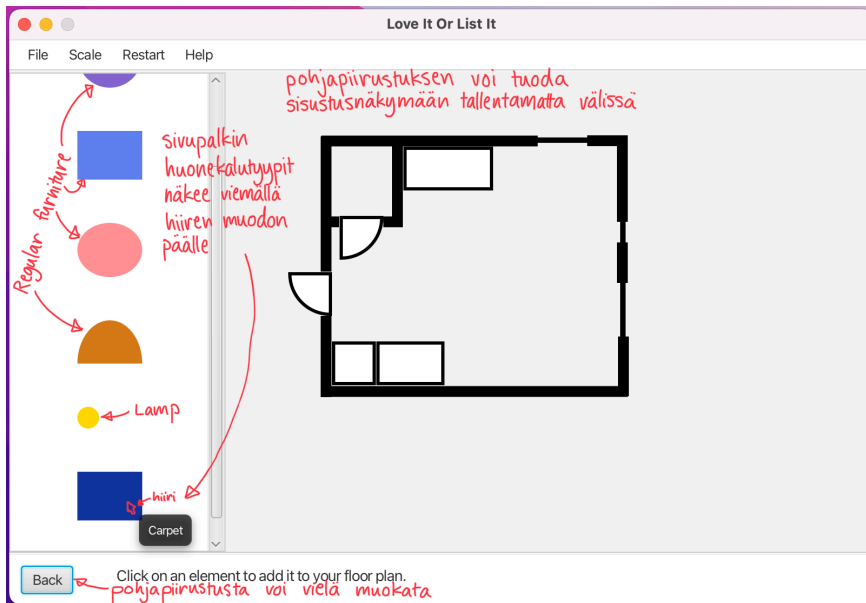 Love It Or List It
File Scale Restart Help
pohjapiirustuksen voi tuoda
sisustusnäkymään tallentamatta välissä
sivupalkin
huonekalutyypit
näkee viemällä
hiiren muodon
päälle
Regular furniture
Lamp
hiiri
Carpet
Back
Click on an element to add it to your floor plan.
pohjapiirustusta voi vielä muokata